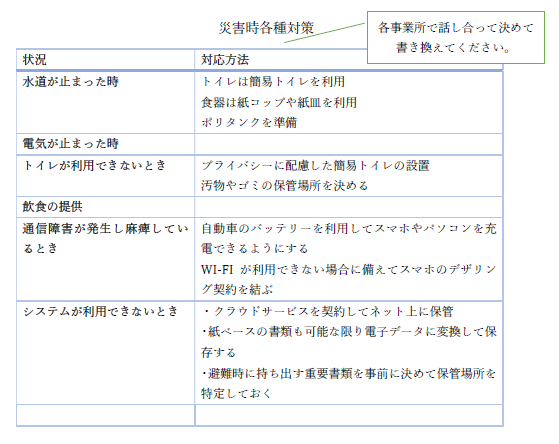 災害時各種対策
各事業所で話し合って決めて
書き換えてください。
状況 対応方法
水道が止まった時 トイレは簡易トイレを利用
食器は紙コップや紙皿を利用
ポリタンクを準備
電気が止まった時
トイレが利用できないとき プライバシーに配慮した簡易トイレの設置
汚物やゴミの保管場所を決める
飲食の提供
通信障害が発生し麻痺してい 自動車のバッテリーを利用してスマホやパソコンを充
るとき 電できるようにする
WI-FI が利用できない場合に備えてスマホのデザリン
グ契約を結ぶ
システムが利用できないとき ・クラウドサービスを契約してネット上に保管
・紙ベースの書類も可能な限り電子データに変換して保
存する
・避難時に持ち出す重要書類を事前に決めて保管場所を
特定しておく